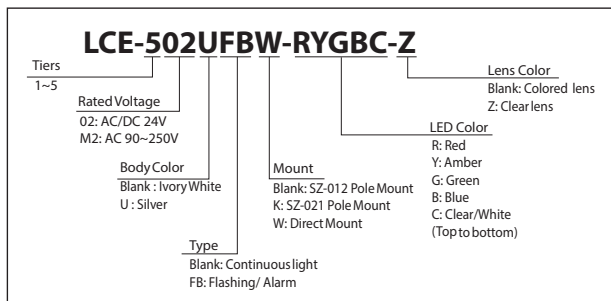 LCE-502UFBW-RYGBC-Z
Tiers
1~5
Rated Voltage
02: AC/DC 24V
M2: AC 90~250V
Body Color
Blank : Ivory White
U : Silver
Type
Blank: Continuous light
FB: Flashing/ Alarm
Mount
Blank: SZ-012 Pole Mount
K: SZ-021 Pole Mount
W: Direct Mount
LED Color
R: Red
Y: Amber
G: Green
B: Blue
C: Clear/White
(Top to bottom)
Lens Color
Blank: Colored lens
Z: Clear lens